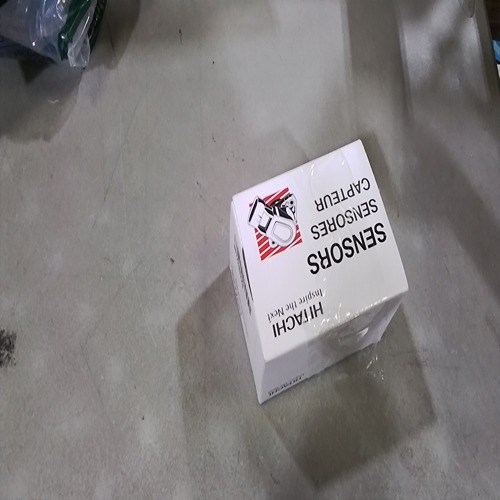 HITACHI
Inspire the Next
SENSORS
SENSORES
CAPTEUR